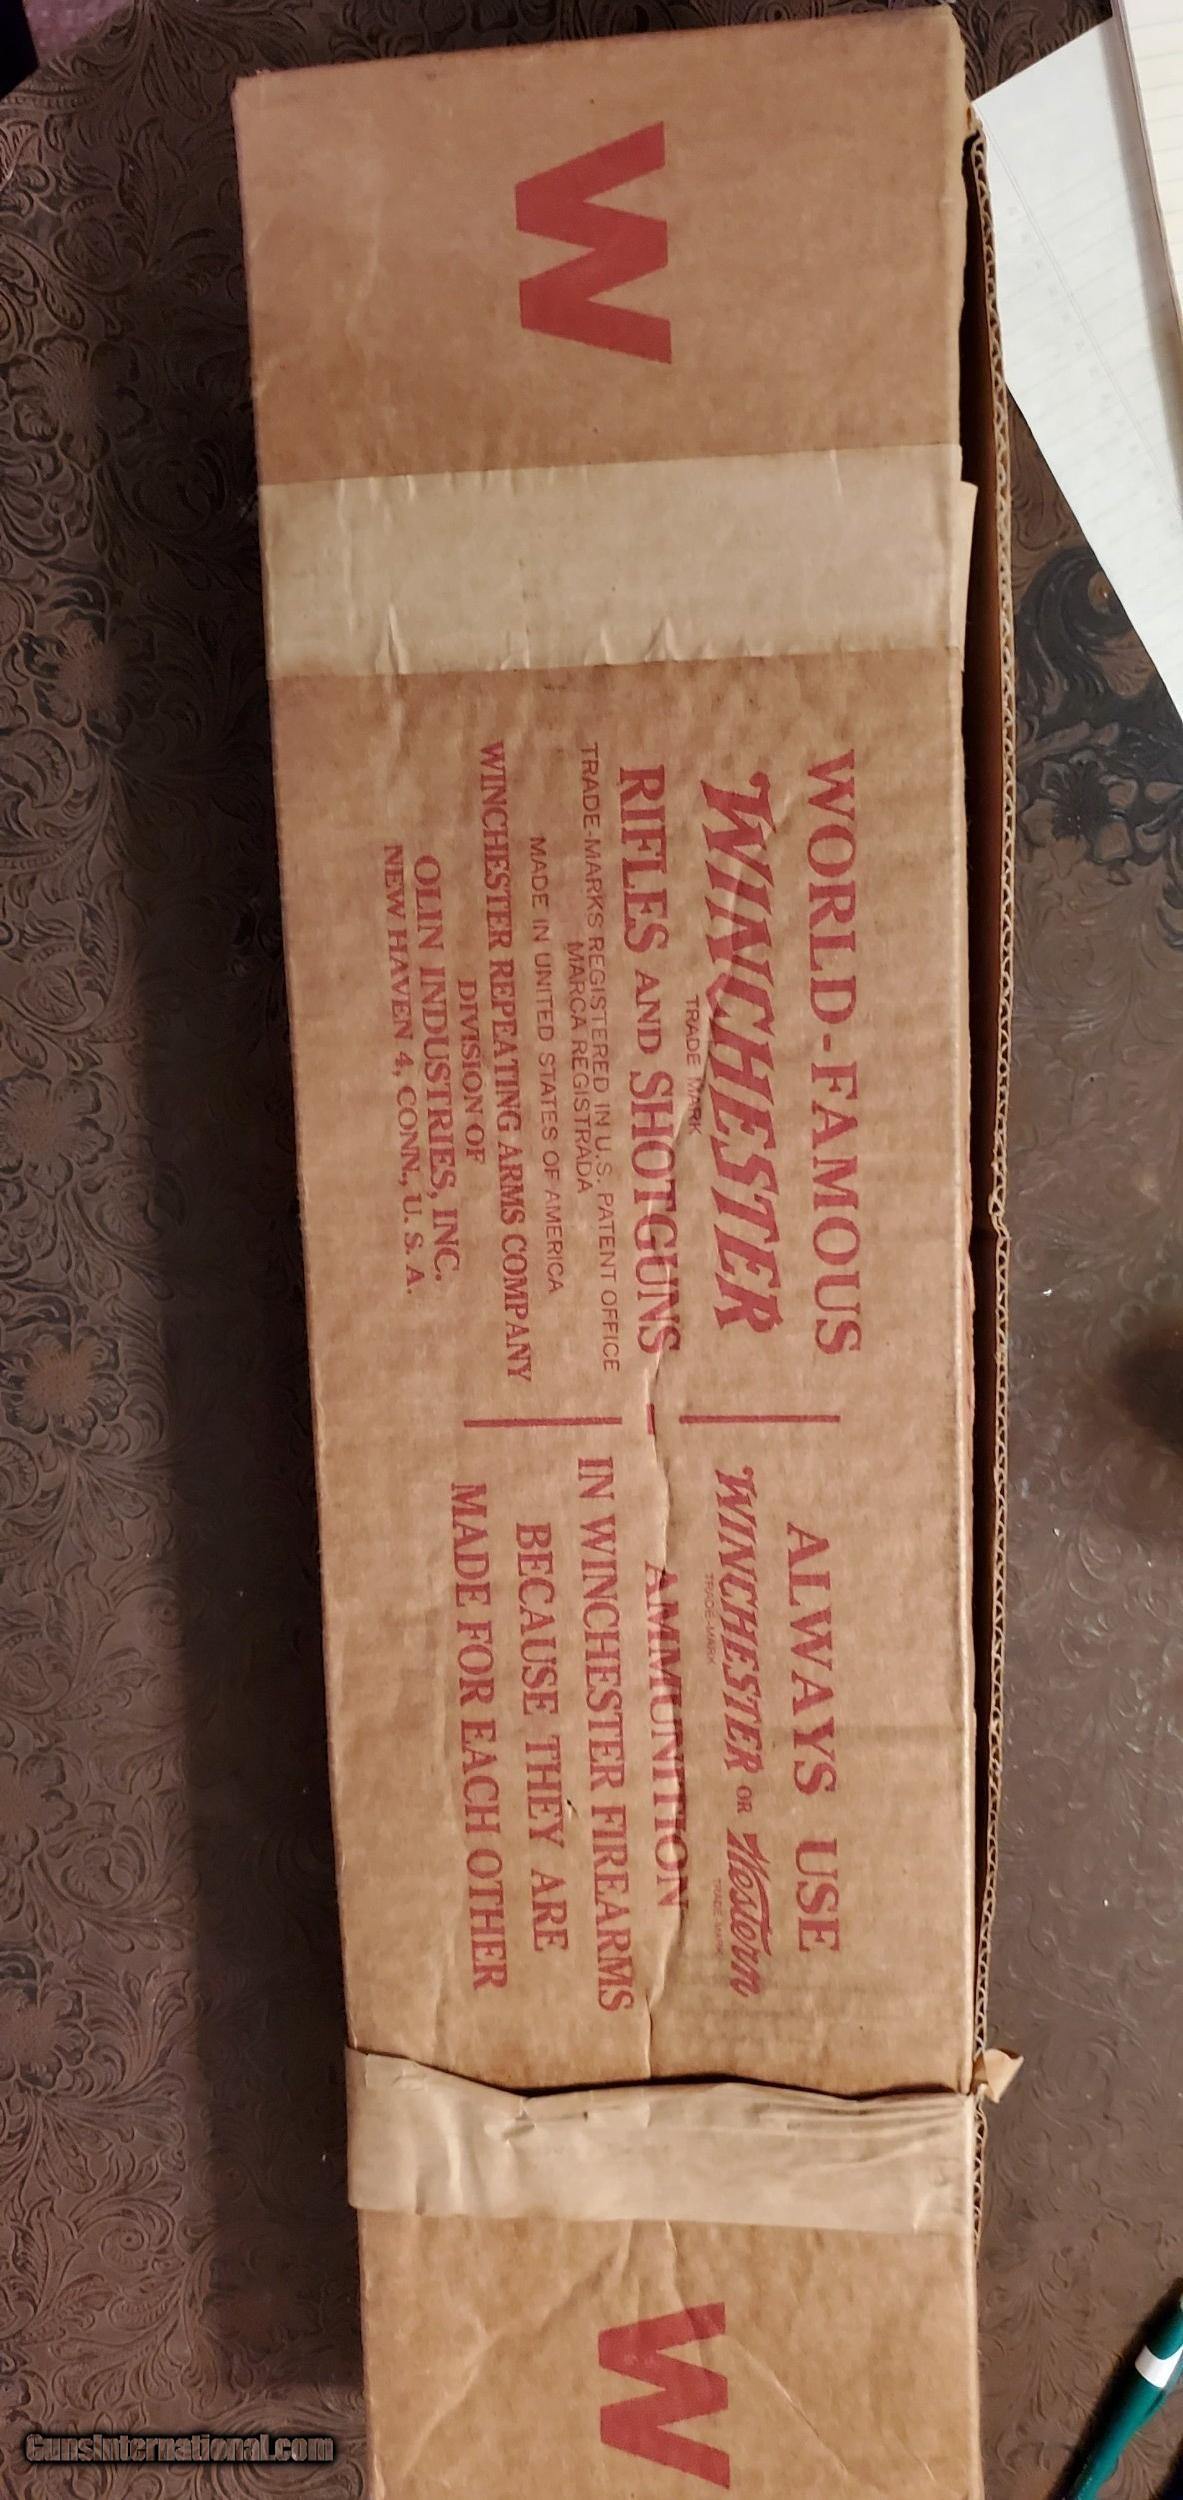 W
WORLD-FAMOUS
WINCHESTER
TRADE MARK
RIFLES AND SHOTGUNS –
TRADE-MARKS REGISTERED IN U.S. PATENT OFFICE
MARCA REGISTRADA
MADE IN UNITED STATES OF AMERICA
WINCHESTER REPEATING ARMS COMPANY
DIVISION OF
OLIN INDUSTRIES, INC.
NEW HAVEN 4, CONN., U. S. A.
ALWAYS USE
WINCHESTER OR Western
TRADE-MARK TRADE-MARK
AMMUNITION
IN WINCHESTER FIREARMS
BECAUSE THEY ARE
MADE FOR EACH OTHER
W
GunsInternational.com